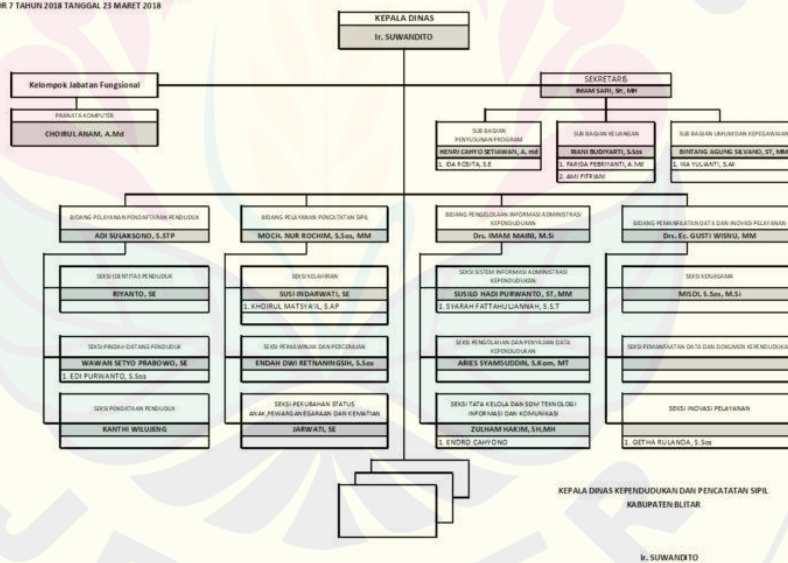 R 7 TAHUN 2018 TANGGAL 23 MARET 2018
KEPALA DINAS
Ir. SUWANDITO
Kelompok Jabatan Fungsional
PRANATA KOMPUTER
CHOIRUL ANAM, A.Md
SEKRETARIS
IMAM SARI, SH, MH
SUB BAGIAN
PENYUSUNAN PROGRAM
HENRI CAHYO SETIAWAN, A. md
1. IDA ROSITA, S.E
SUB BAGIAN KEUANGAN
RIANI BUDIYARTI, S.Sos
1. FARIDA FEBRIYANTI, A. Md
2. AMI FITRIANI
SUB BAGIAN UMUM DAN KEPEGAWAIAN
BINTANG AGUNG SILVANO, ST, MM
1. IKA YULIANTI, S.AB
BIDANG PELAYANAN PENDAFTARAN PENDUDUK
ADI SULAKSONO, S.STP
SEKSI IDENTITAS PENDUDUK
RIYANTO, SE
SEKSI PINDAH DATANG PENDUDUK
WAWAN SETYO PRABOWO, SE
1. EDI PURWANTO, S.Sos
SEKSI PENDATAAN PENDUDUK
KANTHI WILUJENG
BIDANG PELAYANAN PENCATATAN SIPIL
MOCH. NUR ROCHIM, S.Sos, MM
SEKSI KELAHIRAN
SUSI INDARWATI, SE
1. KHOIRUL MATSYA'IL, S.AP
SEKSI PERKAWINAN DAN PERCERAIAN
ENDAH DWI RETNANINGSIH, S.Sos
SEKSI PERUBAHAN STATUS
ANAK, PEWARGANEGARAAN DAN KEMATIAN
JARWATI, SE
BIDANG PENGELOLAAN INFORMASI ADMINISTRASI
KEPENDUDUKAN
Drs. IMAM MAINI, M.Si
SEKSI SISTEM INFORMASI ADMINISTRASI
KEPENDUDUKAN
SUSILO HADI PURWANTO, ST, MM
1. SYARAH FATTAHUL JANNAH, S.S.T
SEKSI PENGOLAHAN DAN PENYAJIAN DATA
KEPENDUDUKAN
ARIES SYAMSUDDIN, S.Kom, MT
SEKSI TATA KELOLA DAN SDM TEKNOLOGI
INFORMASI DAN KOMUNIKASI
ZULHAM HAKIM, SH,MH
1. ENDRO CAHYONO
BIDANG PEMANFAATAN DATA DAN INOVASI PELAYANAN
Drs. Ec. GUSTI WISNU, MM
SEKSI KERJASAMA
MISDI, S.Sos, M.Si
SEKSI PEMANFAATAN DATA DAN DOKUMEN KEPENDUDUKA
SEKSI INOVASI PELAYANAN
1. GETHA RULANDA, S.Sos
KEPALA DINAS KEPENDUDUKAN DAN PENCATATAN SIPIL
KABUPATEN BLITAR
Ir. SUWANDITO